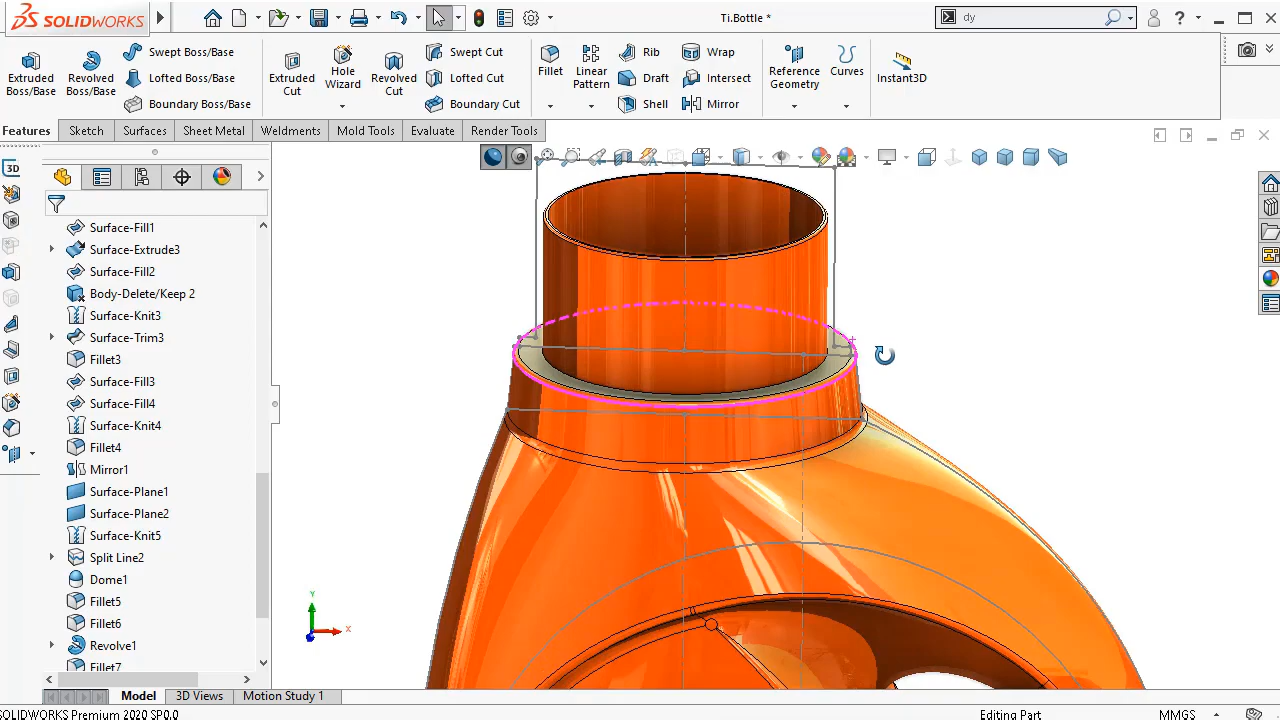 SOLIDWORKS
Ti.Bottle *
dy
?
Extruded
Boss/Base
Revolved
Boss/Base
Swept Boss/Base
Lofted Boss/Base
Boundary Boss/Base
Extruded
Cut
Hole
Wizard
Revolved
Cut
Swept Cut
Lofted Cut
Boundary Cut
Fillet
Linear
Pattern
Rib
Draft
Shell
Wrap
Intersect
Mirror
Reference
Geometry
Curves
Instant3D
Features
Sketch
Surfaces
Sheet Metal
Weldments
Mold Tools
Evaluate
Render Tools
3D
Surface-Fill1
Surface-Extrude3
Surface-Fill2
Body-Delete/Keep 2
Surface-Knit3
Surface-Trim3
Fillet3
Surface-Fill3
Surface-Fill4
Surface-Knit4
Fillet4
Mirror1
Surface-Plane1
Surface-Plane2
Surface-Knit5
Split Line2
Dome1
Fillet5
Fillet6
Revolve1
Fillet7
Y
X
Model
3D Views
Motion Study 1
SOLIDWORKS Premium 2020 SP0.0
Editing Part
MMGS